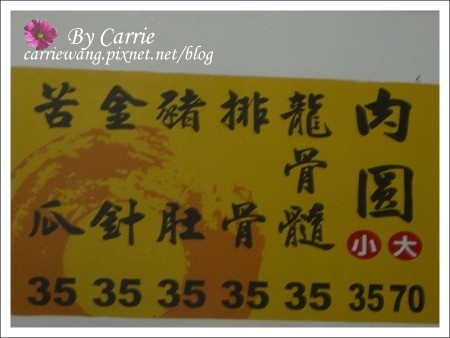 By Carrie
carriewang.pixnet.net/blog
肉圓
小 大
35 70
龍骨髓
35
排骨
35
豬肚
35
金針
35
苦瓜
35